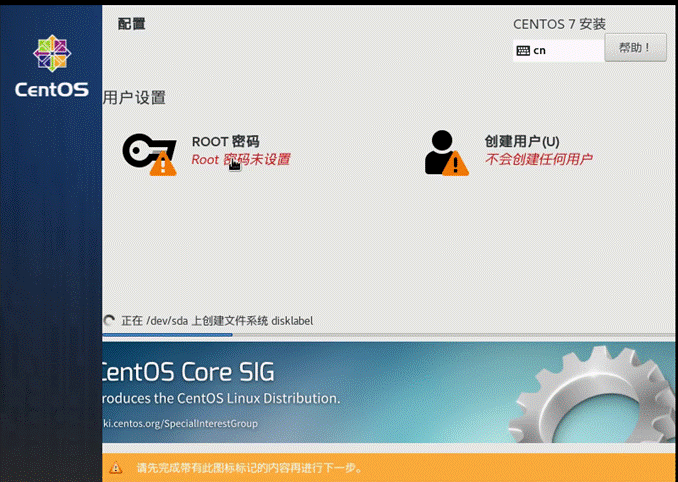 配置
CENTOS 7 安装
cn
帮助！
CentOS
用户设置
ROOT 密码
Root 密码未设置
创建用户(U)
不会创建任何用户
正在 /dev/sda 上创建文件系统 disklabel
CentOS Core SIG
roduces the CentOS Linux Distribution.
ki.centos.org/SpecialInterestGroup
请先完成带有此图标标记的内容再进行下一步。